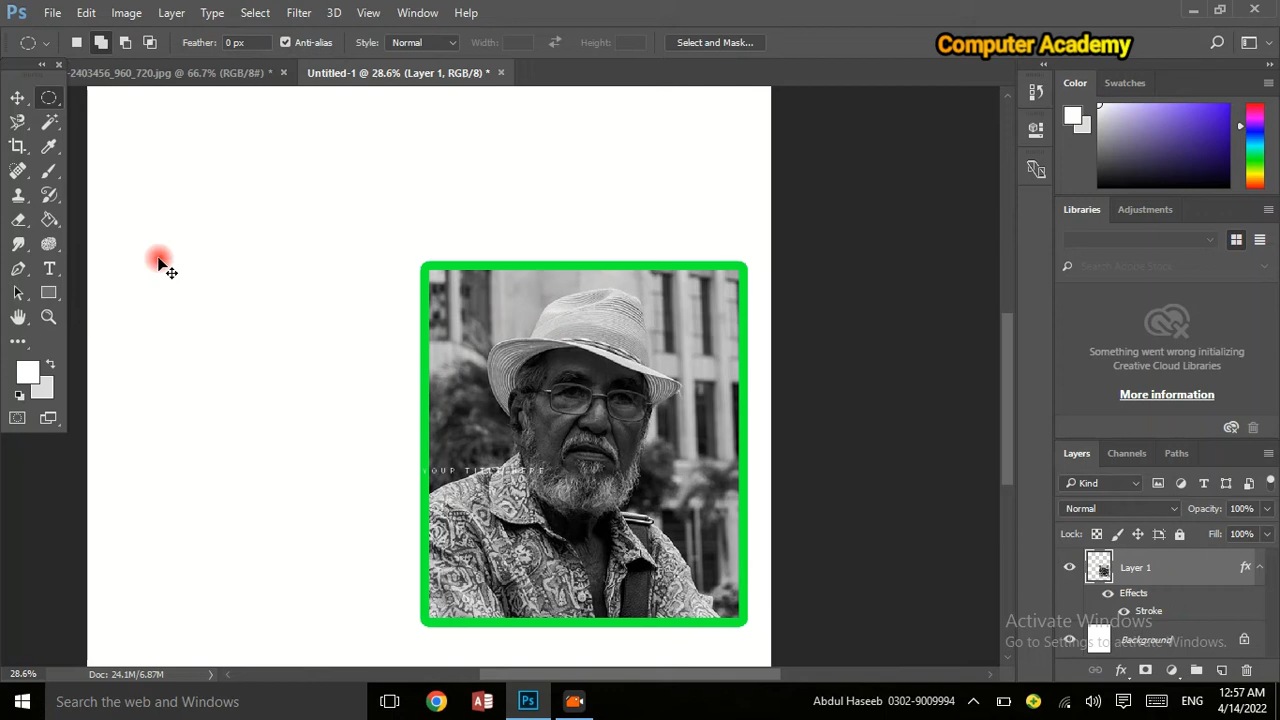 Ps File Edit Image Layer Type Select Filter 3D View Window Help
Computer Academy
Feather: 0 px Anti-alias Style: Normal Width: Height: Select and Mask...
-2403456_960_720.jpg @ 66.7% (RGB/8#) * × Untitled-1 @ 28.6% (Layer 1, RGB/8) * ×
Color Swatches
Libraries Adjustments
Search Adobe Stock
Something went wrong initializing
Creative Cloud Libraries
More information
YOUR TITLE HERE
Layers Channels Paths
Kind
Normal Opacity: 100%
Lock: Fill: 100%
Layer 1 fx
Effects
Stroke
Background
Activate Windows
Go to Settings to activate Windows.
28.6% Doc: 24.1M/6.87M
Search the web and Windows
Ps
Abdul Haseeb 0302-9009994
ENG
12:57 AM
4/14/2022